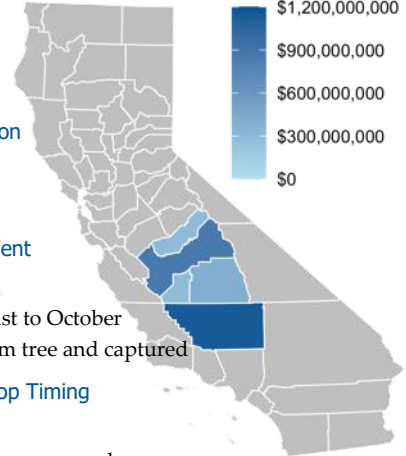 $1,200,000,000
$900,000,000
$600,000,000
$300,000,000
$0
on
ent
st to October
m tree and captured
op Timing